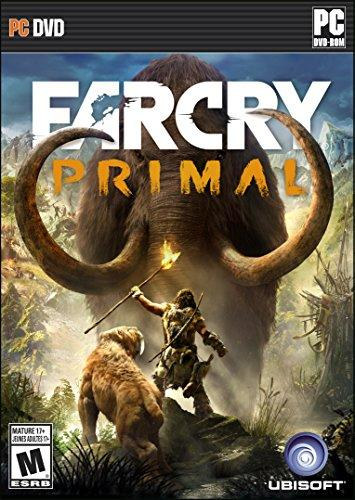 PC DVD
PC
DVD-ROM
FARCRY
PRIMAL
MATURE 17+
JEUNES ADULTES 17+
M
ESRB
UBISOFT